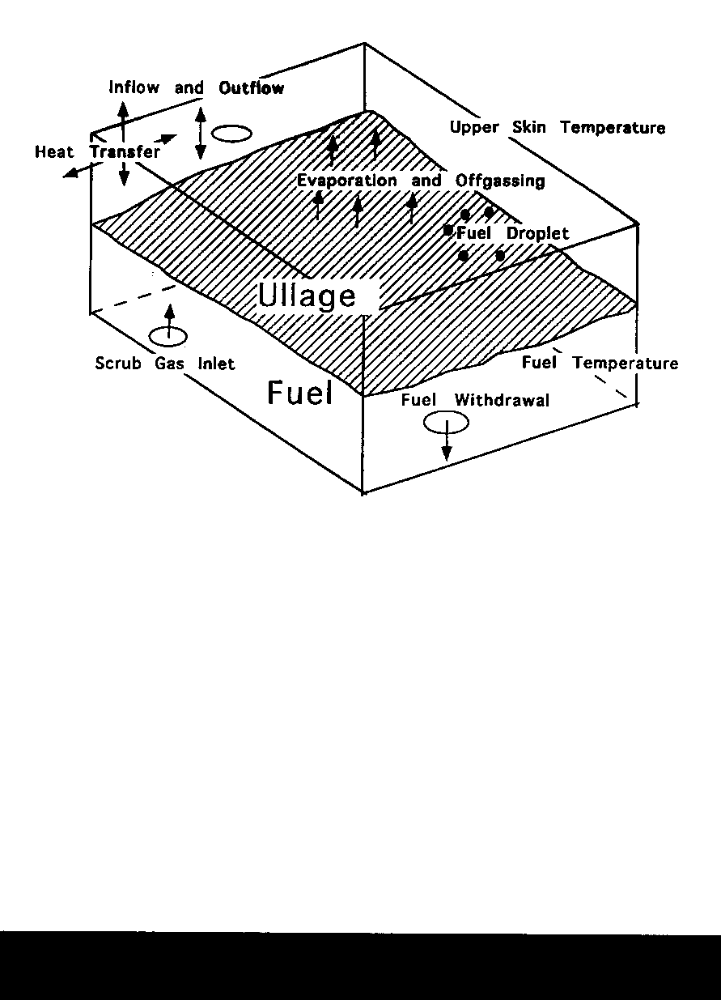 Inflow and Outflow
Upper Skin Temperature
Heat Transfer
Evaporation and Offgassing
Fuel Droplet
Ullage
Scrub Gas Inlet
Fuel Temperature
Fuel
Fuel Withdrawal